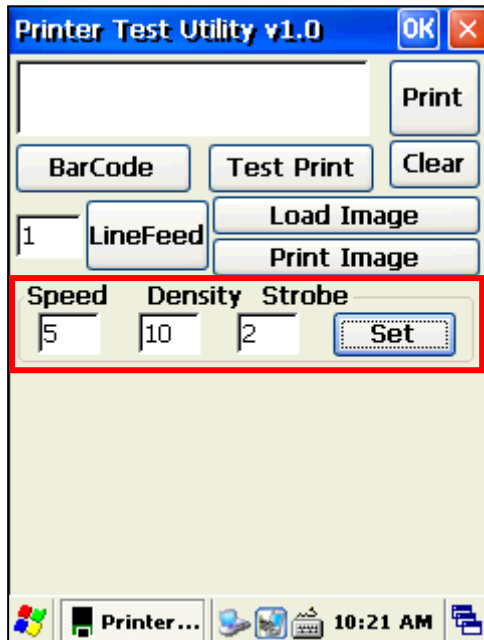 Printer Test Utility v1.0 OK
Print
BarCode Test Print Clear
1 LineFeed Load Image
Print Image
Speed Density Strobe
5 10 2 Set
Printer... 10:21 AM